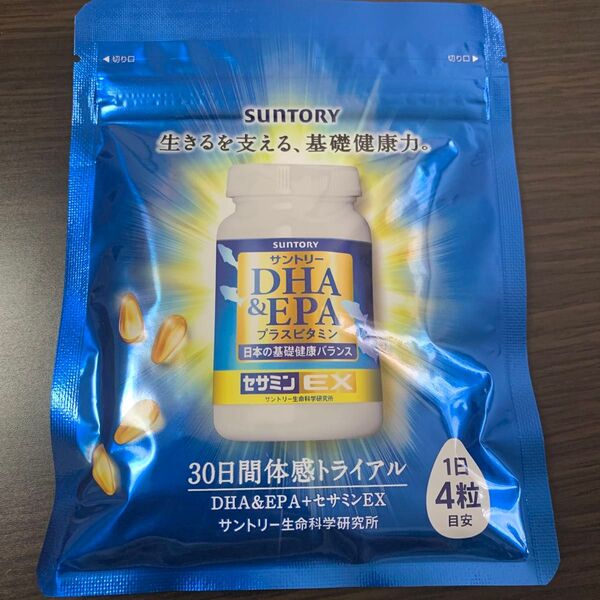 切り口
切り口
SUNTORY
生きるを支える、基礎健康力。
SUNTORY
サントリー
DHA
&EPA
プラスビタミン
日本の基礎健康バランス
セサミンEX
サントリー生命科学研究所
30日間体感トライアル
DHA&EPA+セサミンEX
サントリー生命科学研究所
1日
4粒
目安